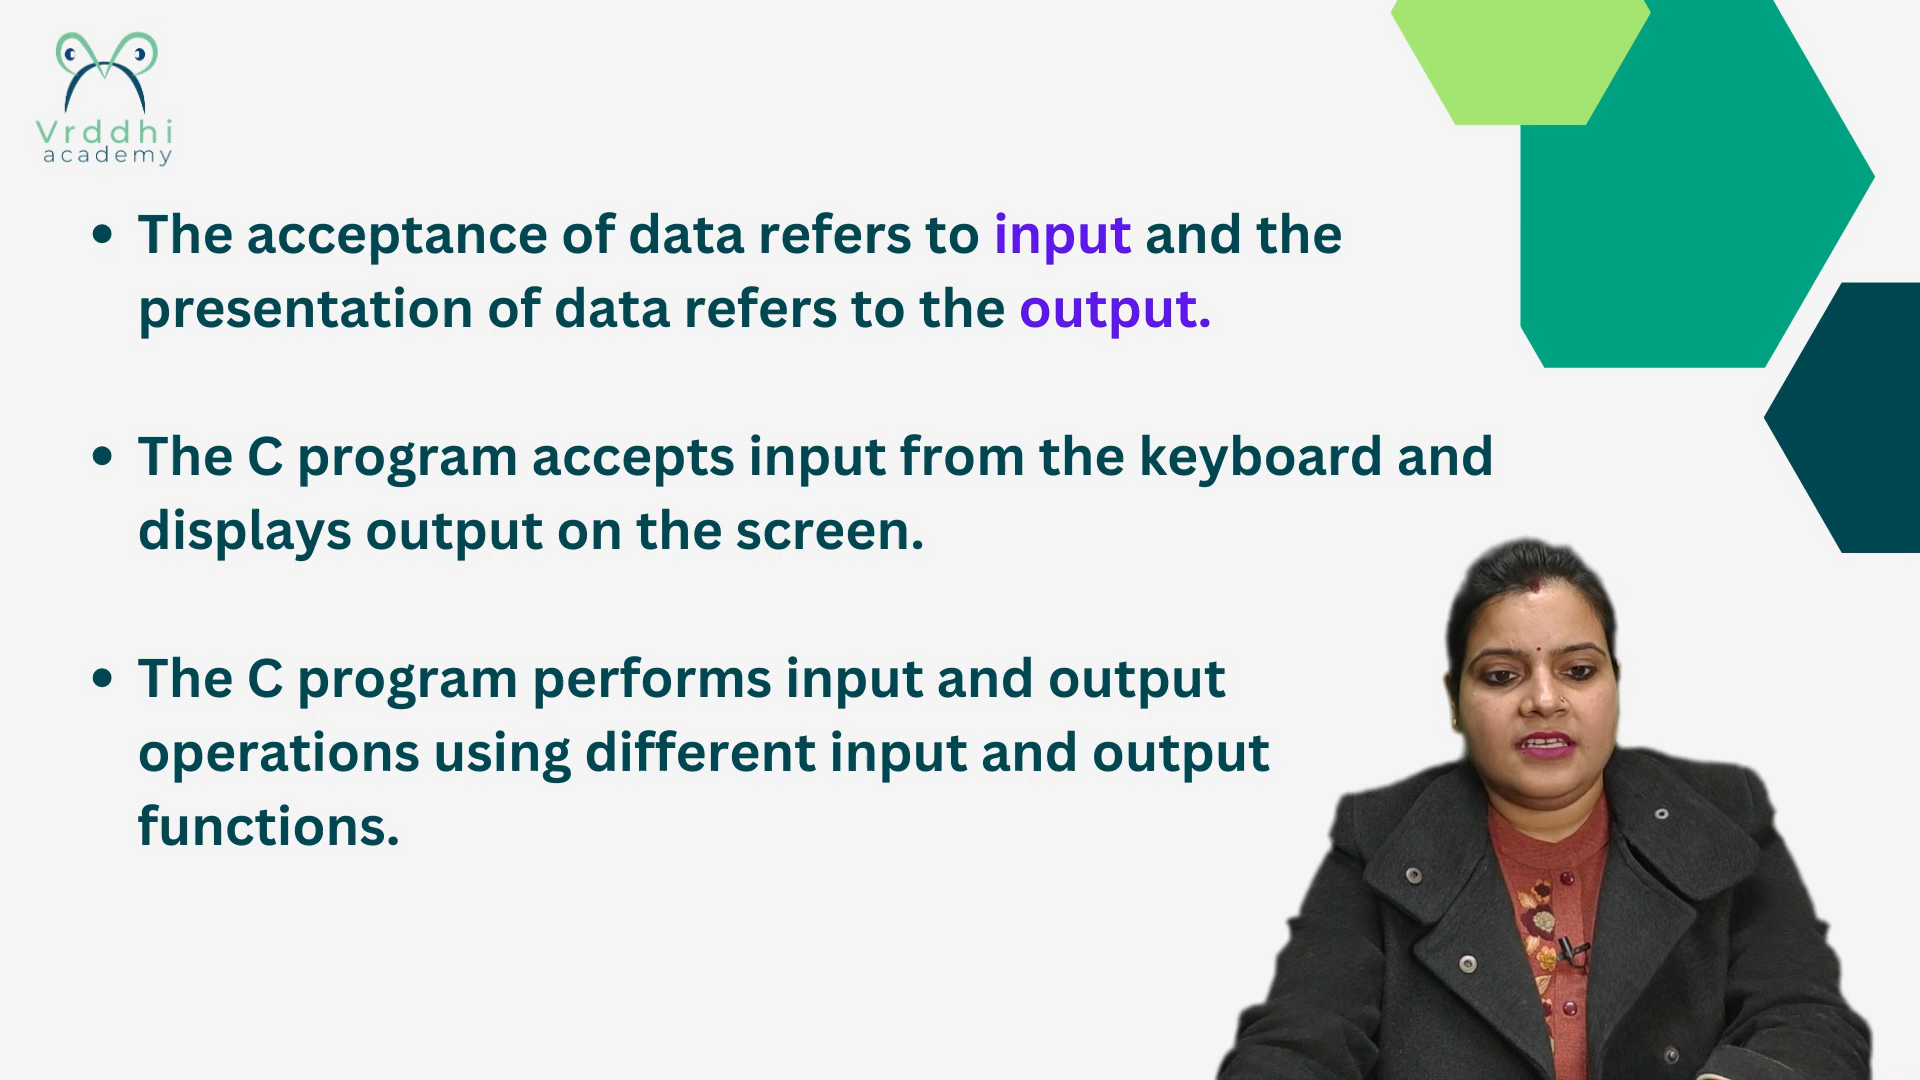 Vrddhi
academy
• The acceptance of data refers to input and the
presentation of data refers to the output.
• The C program accepts input from the keyboard and
displays output on the screen.
• The C program performs input and output
operations using different input and output
functions.